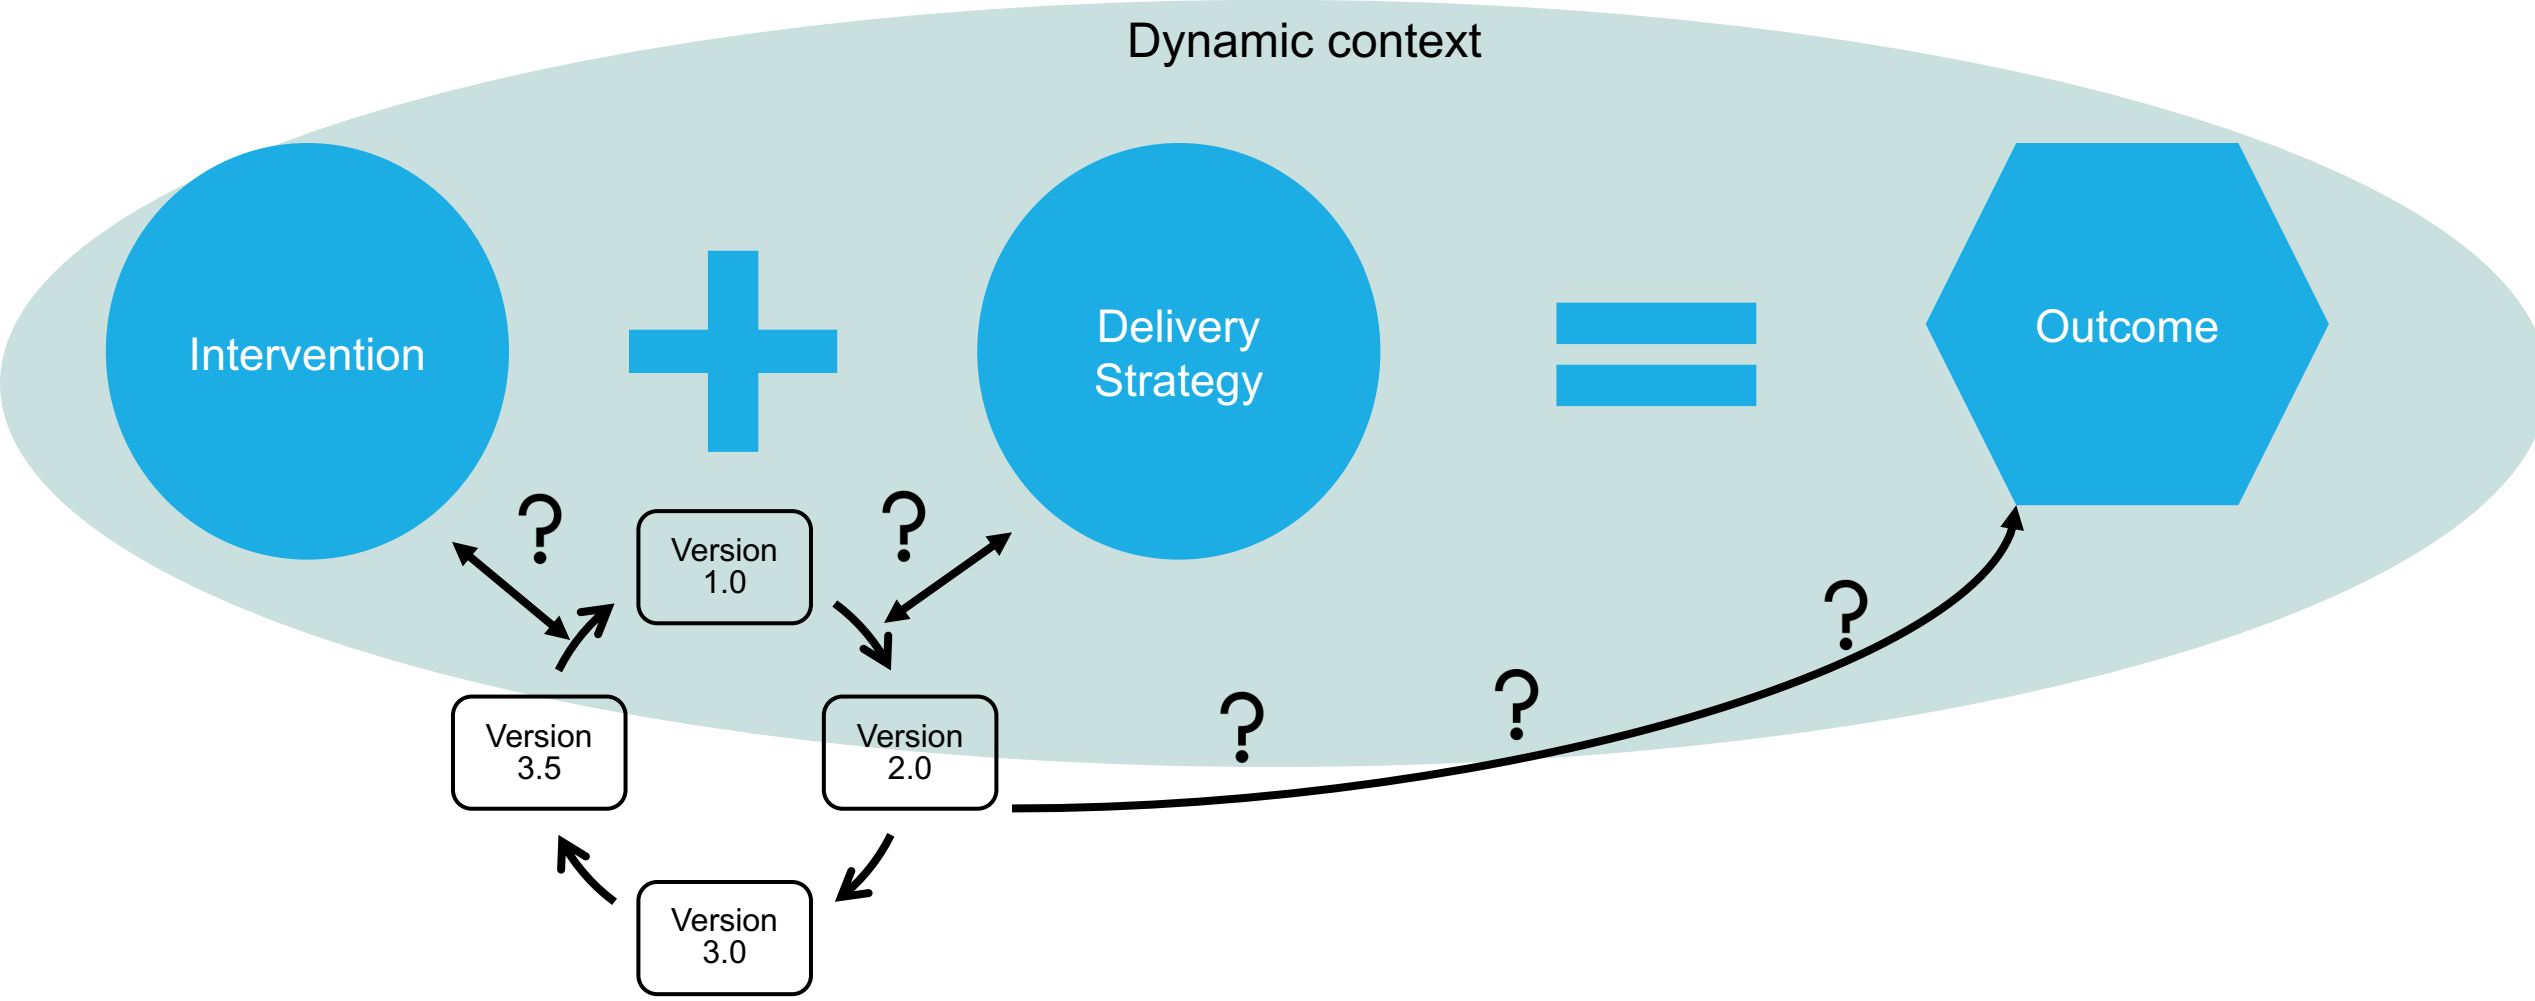 Dynamic context
Intervention
Delivery
Strategy
Outcome
?
?
Version
1.0
?
?
?
Version
3.5
Version
2.0
Version
3.0